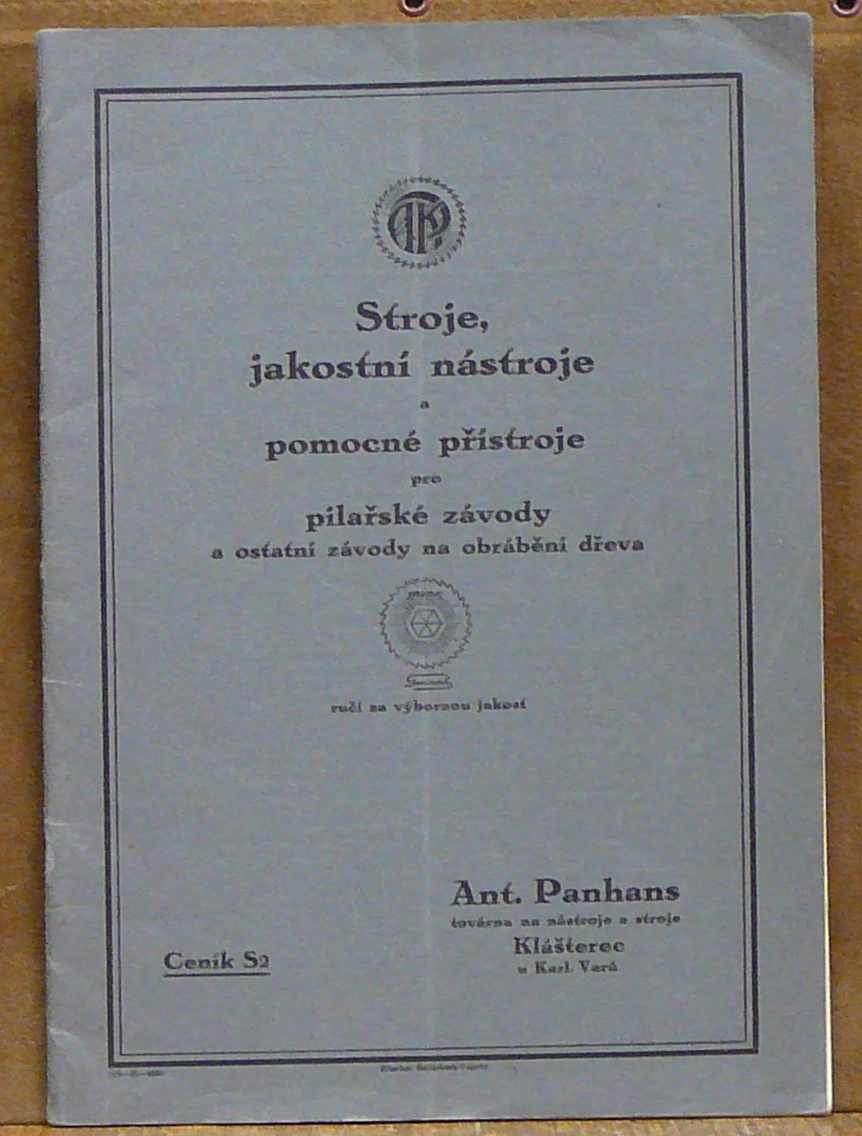 Stroje,
jakostní nástroje
a
pomocné přístroje
pro
pilařské závody
a ostatní závody na obrábění dřeva
ručí za výbornou jakost
Ant. Panhans
továrna na nástroje a stroje
Klášterec
u Karl. Varů
Ceník S2